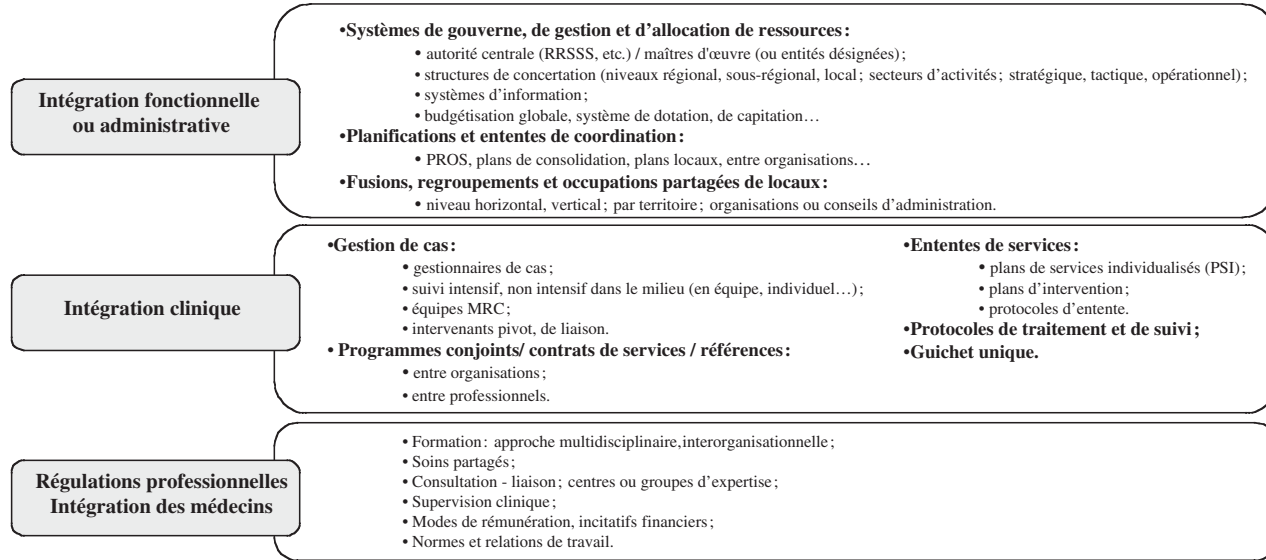 Intégration fonctionnelle
ou administrative
•Systèmes de gouverne, de gestion et d’allocation de ressources :
• autorité centrale (RRSSS, etc.) / maîtres d'œuvre (ou entités désignées) ;
• structures de concertation (niveaux régional, sous-régional, local ; secteurs d’activités ; stratégique, tactique, opérationnel) ;
• systèmes d’information ;
• budgétisation globale, système de dotation, de capitation…
•Planifications et ententes de coordination :
• PROS, plans de consolidation, plans locaux, entre organisations…
•Fusions, regroupements et occupations partagées de locaux :
• niveau horizontal, vertical ; par territoire ; organisations ou conseils d’administration.
Intégration clinique
•Gestion de cas :
• gestionnaires de cas ;
• suivi intensif, non intensif dans le milieu (en équipe, individuel…) ;
• équipes MRC ;
• intervenants pivot, de liaison.
• Programmes conjoints/ contrats de services / références :
• entre organisations ;
• entre professionnels.
•Ententes de services :
• plans de services individualisés (PSI) ;
• plans d’intervention ;
• protocoles d’entente.
•Protocoles de traitement et de suivi ;
•Guichet unique.
Régulations professionnelles
Intégration des médecins
• Formation : approche multidisciplinaire,interorganisationnelle ;
• Soins partagés ;
• Consultation - liaison ; centres ou groupes d’expertise ;
• Supervision clinique ;
• Modes de rémunération, incitatifs financiers ;
• Normes et relations de travail.